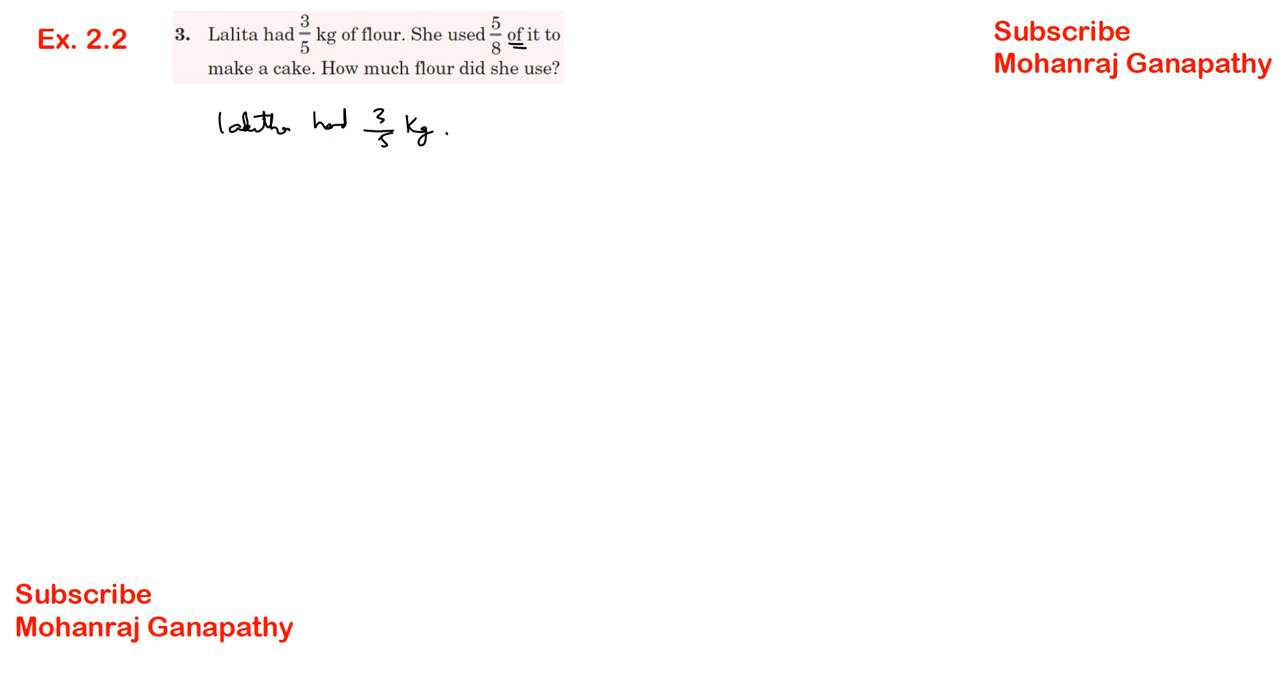 Ex. 2.2
3. Lalita had 3/5 kg of flour. She used 5/8 of it to
make a cake. How much flour did she use?
Subscribe
Mohanraj Ganapathy
lalitha had 3/5 Kg.
Subscribe
Mohanraj Ganapathy